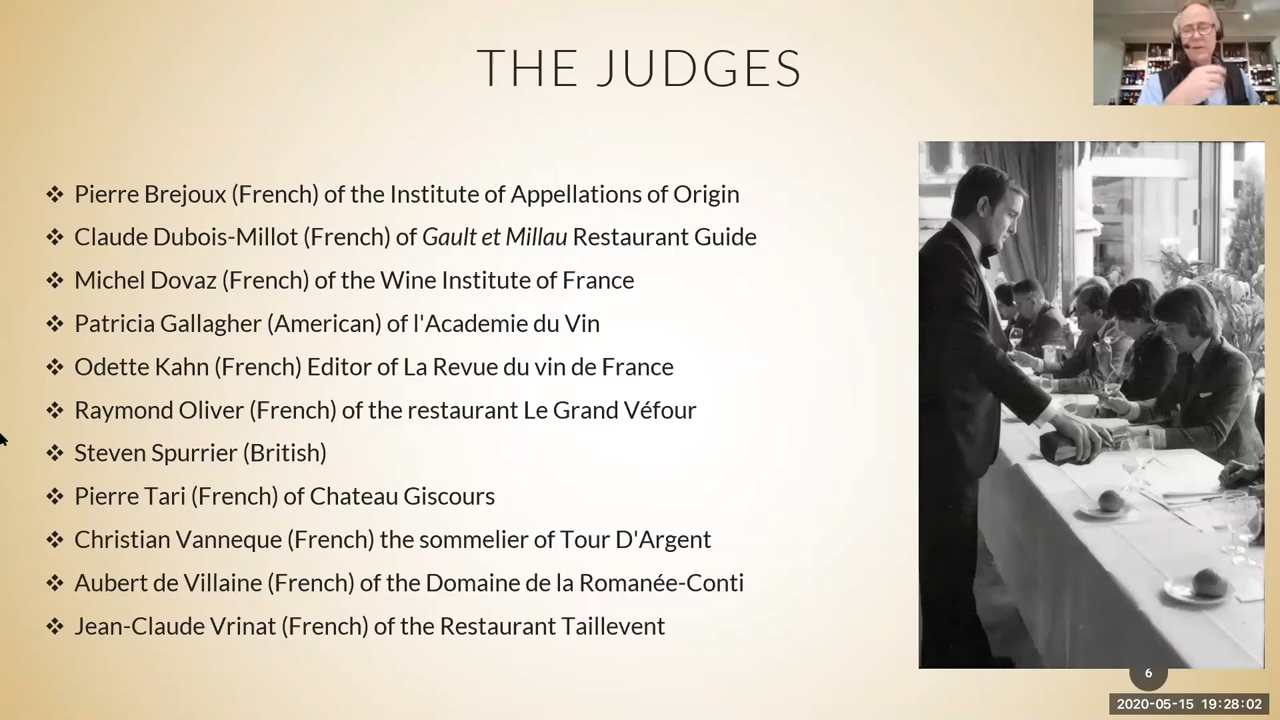 THE JUDGES
❖ Pierre Brejoux (French) of the Institute of Appellations of Origin
❖ Claude Dubois-Millot (French) of Gault et Millau Restaurant Guide
❖ Michel Dovaz (French) of the Wine Institute of France
❖ Patricia Gallagher (American) of l'Academie du Vin
❖ Odette Kahn (French) Editor of La Revue du vin de France
❖ Raymond Oliver (French) of the restaurant Le Grand Véfour
❖ Steven Spurrier (British)
❖ Pierre Tari (French) of Chateau Giscours
❖ Christian Vanneque (French) the sommelier of Tour D'Argent
❖ Aubert de Villaine (French) of the Domaine de la Romanée-Conti
❖ Jean-Claude Vrinat (French) of the Restaurant Taillevent
6
2020-05-15 19:28:02